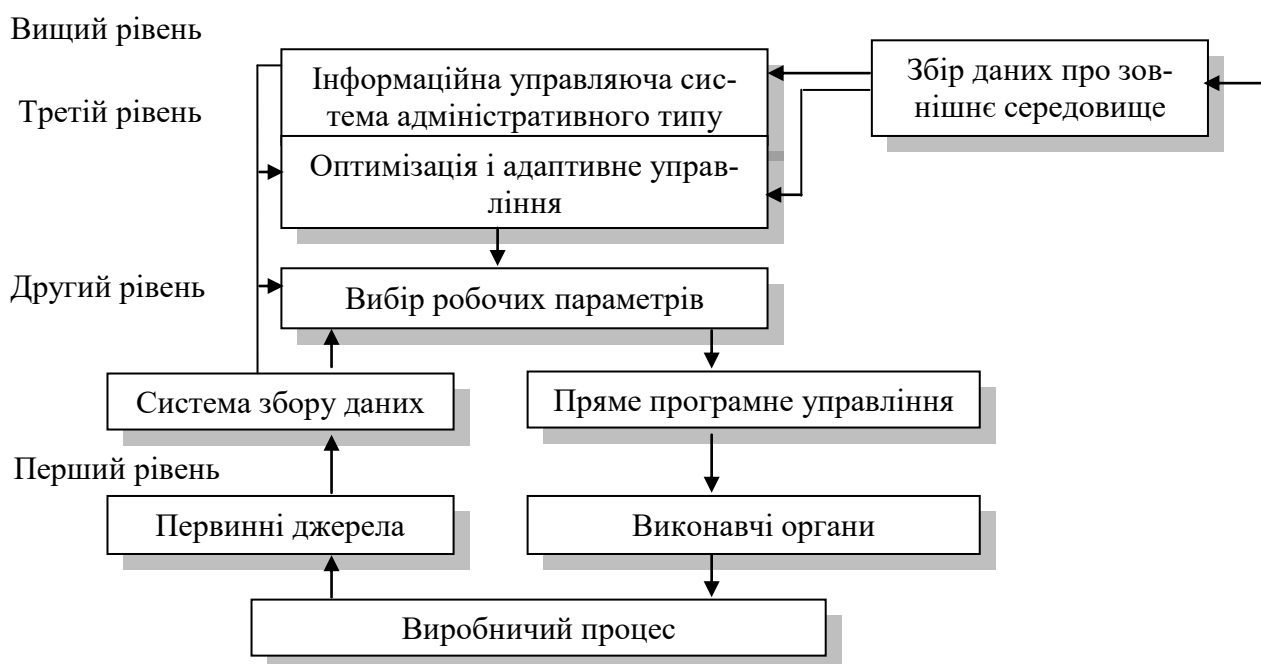 Вищий рівень
Інформаційна управляюча сис-
тема адміністративного типу
Збір даних про зов-
нішнє середовище
Третій рівень
Оптимізація і адаптивне управ-
ління
Другий рівень
Вибір робочих параметрів
Система збору даних
Пряме програмне управління
Перший рівень
Первинні джерела
Виконавчі органи
Виробничий процес